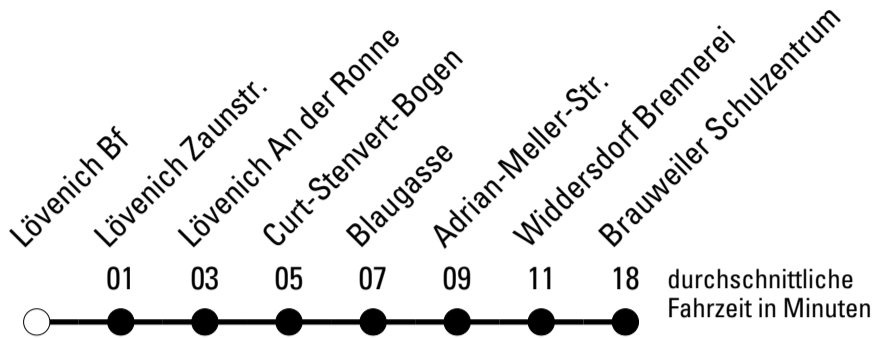 Lövenich Bf
Lövenich Zaunstr.
Lövenich An der Ronne
Curt-Stenvert-Bogen
Blaugasse
Adrian-Meller-Str.
Widdersdorf Brennerei
Brauweiler Schulzentrum
01 03 05 07 09 11 18
durchschnittliche
Fahrzeit in Minuten